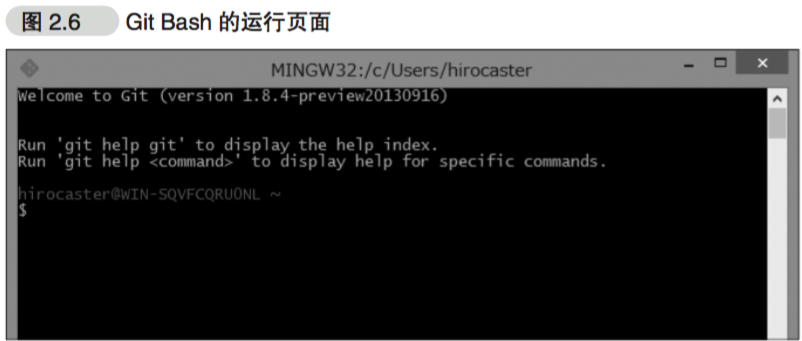 图 2.6 Git Bash 的运行页面
MINGW32:/c/Users/hirocaster
Welcome to Git (version 1.8.4-preview20130916)
Run 'git help git' to display the help index.
Run 'git help <command>' to display help for specific commands.
hirocaster@WIN-SQVFCQRU0NL ~
$